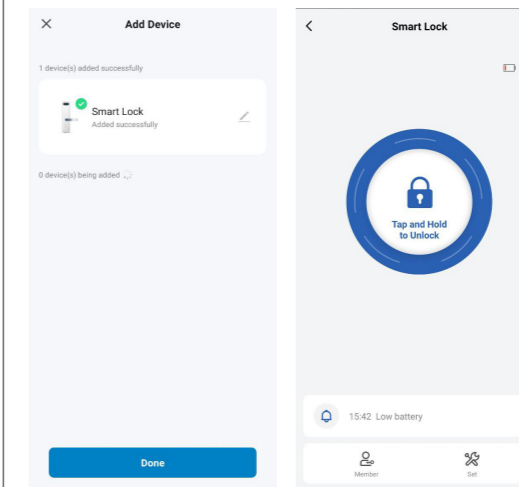 Add Device
1 device(s) added successfully
Smart Lock
Added successfully
0 device(s) being added
Done
Smart Lock
Tap and Hold
to Unlock
15:42 Low battery
Member
Set